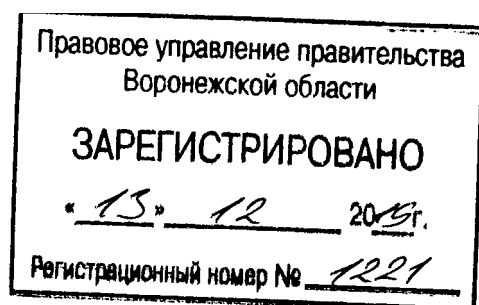 Правовое управление правительства
Воронежской области
ЗАРЕГИСТРИРОВАНО
« 13 » 12 2015г.
Регистрационный номер № 1221